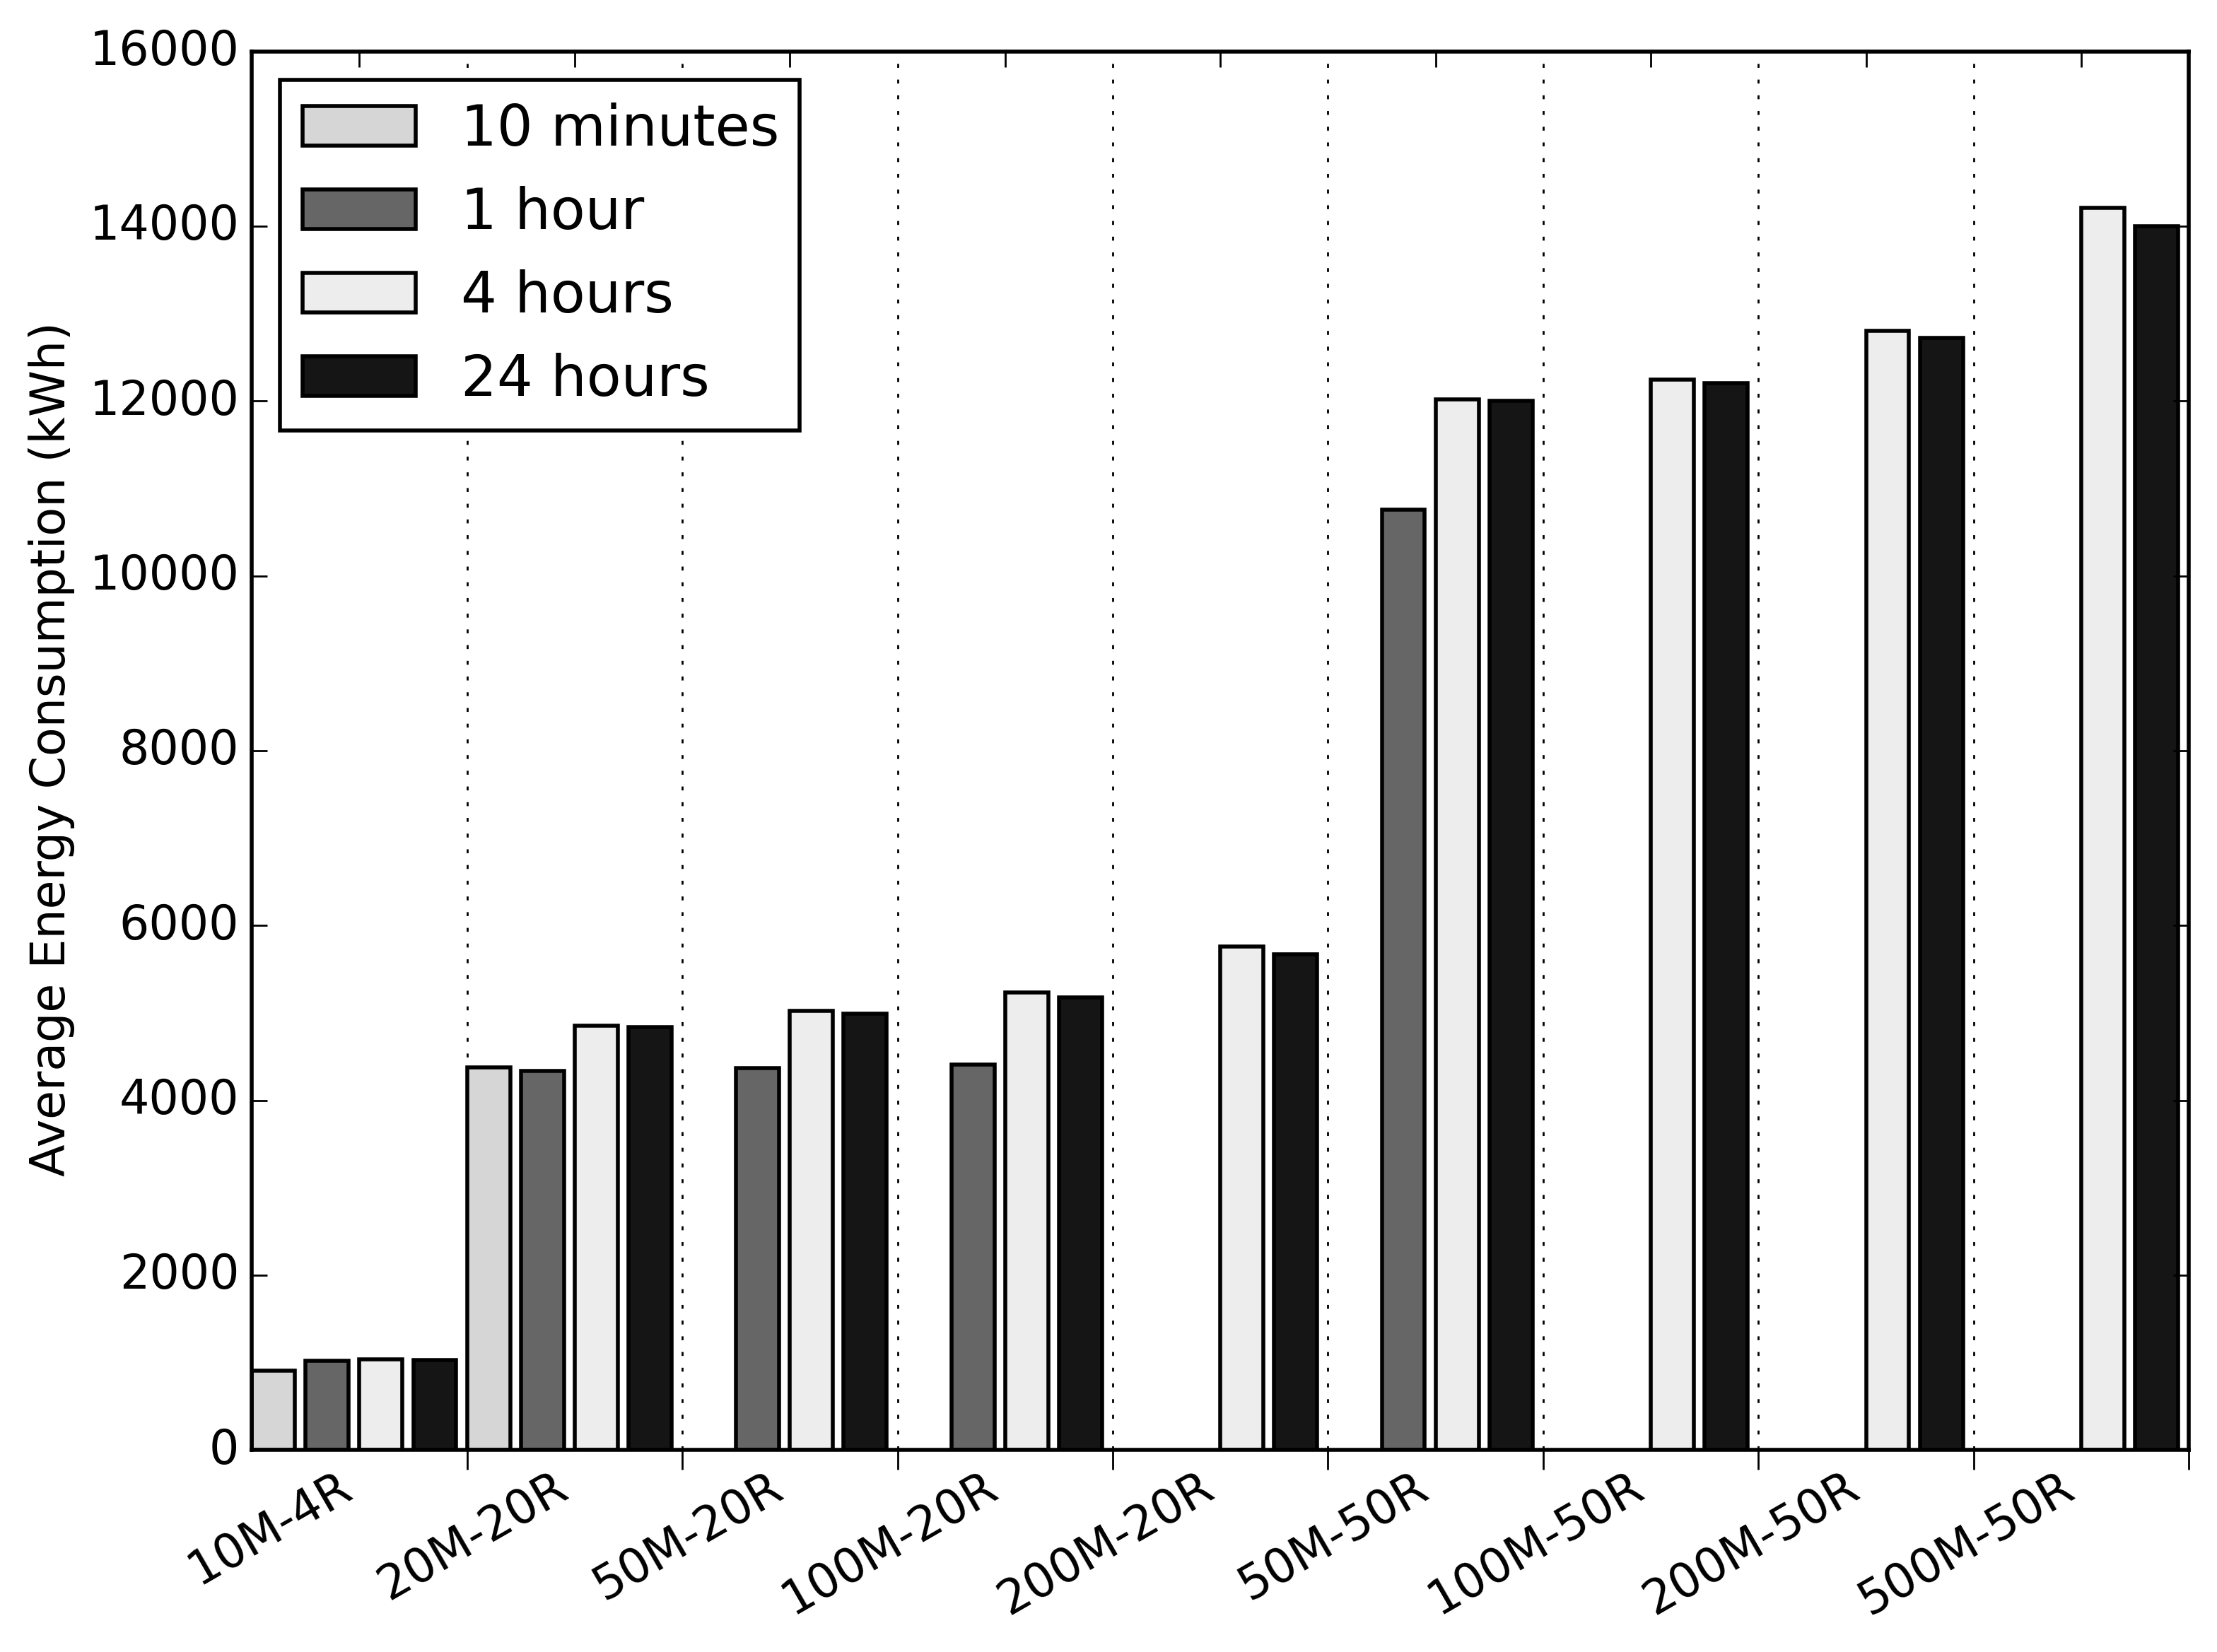 16000
14000
12000
10000
8000
6000
4000
2000
0
Average Energy Consumption (kWh)
10 minutes
1 hour
4 hours
24 hours
10M-4R
20M-20R
50M-20R
100M-20R
200M-20R
50M-50R
100M-50R
200M-50R
500M-50R